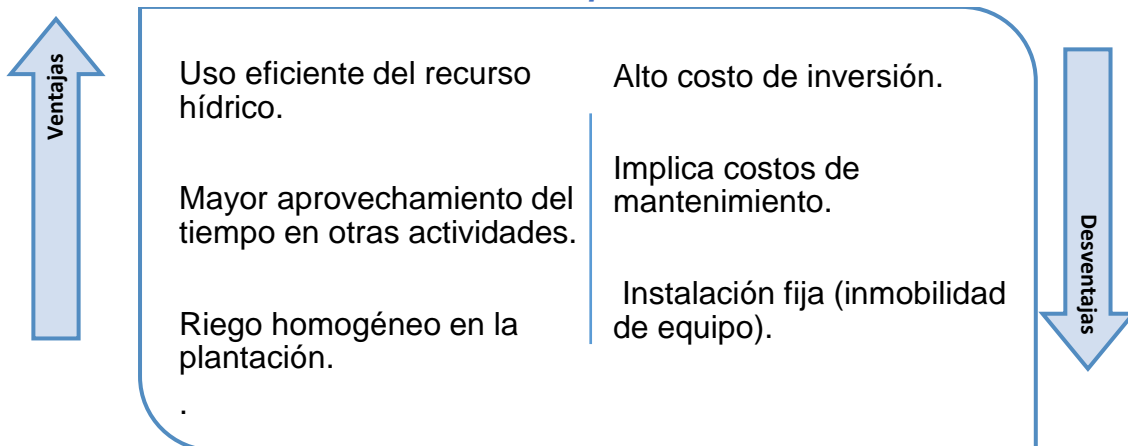 Ventajas
Uso eficiente del recurso
hídrico.
Mayor aprovechamiento del
tiempo en otras actividades.
Riego homogéneo en la
plantación.
.
Alto costo de inversión.
Implica costos de
mantenimiento.
Instalación fija (inmobilidad
de equipo).
Desventajas